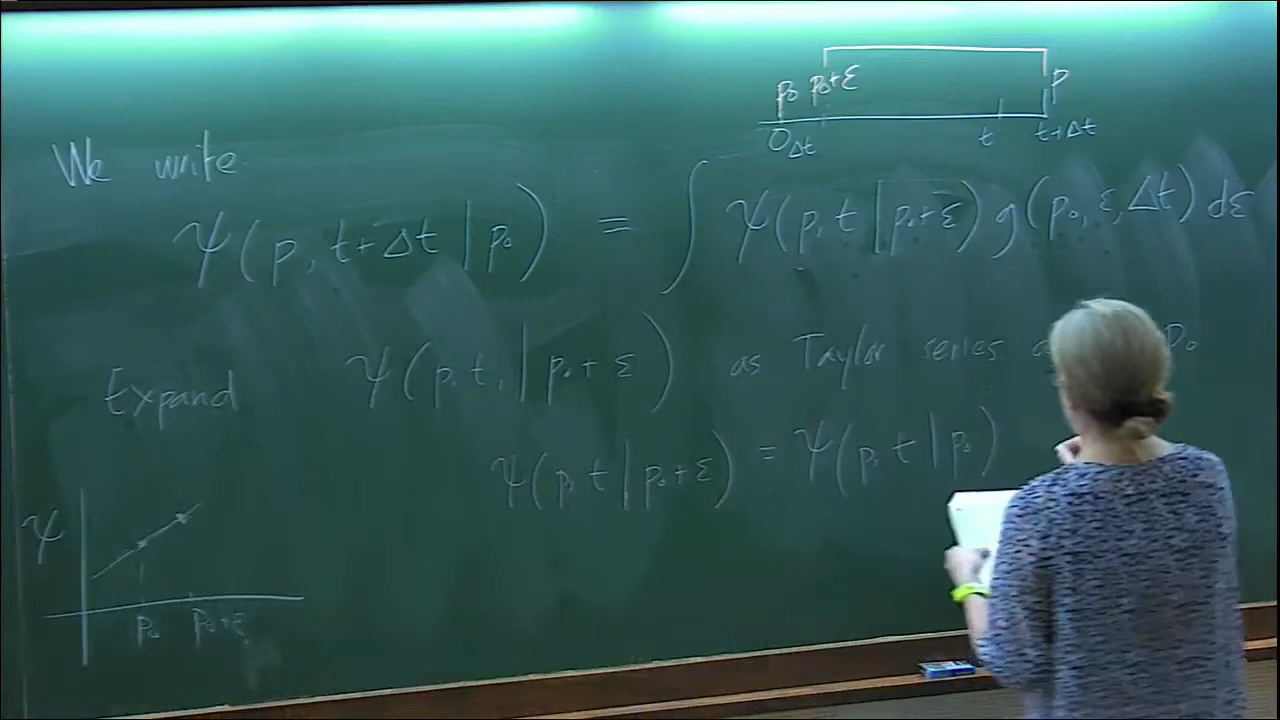 p₀ p₀+ε p
0 Δt t t+Δt
We write
ψ(p, t+Δt | p₀) = ∫ ψ(p, t | p₀+ε) g(p₀, ε, Δt) dε
Expand ψ(p, t, | p₀+ε) as Taylor series p₀
ψ(p, t | p₀+ε) = ψ(p, t | p₀)
ψ
p₀ p₀+ε